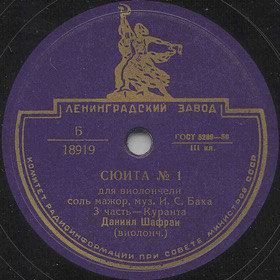 ЛЕНИНГРАДСКИЙ ЗАВОД
Б
18919
ГОСТ 5289-50
III кл.
СЮИТА № 1
для виолончели
соль мажор, муз. И. С. Баха
3 часть — Куранта
Даниил Шафран
(виолонч.)
КОМИТЕТ РАДИОИНФОРМАЦИИ ПРИ СОВЕТЕ МИНИСТРОВ СССР